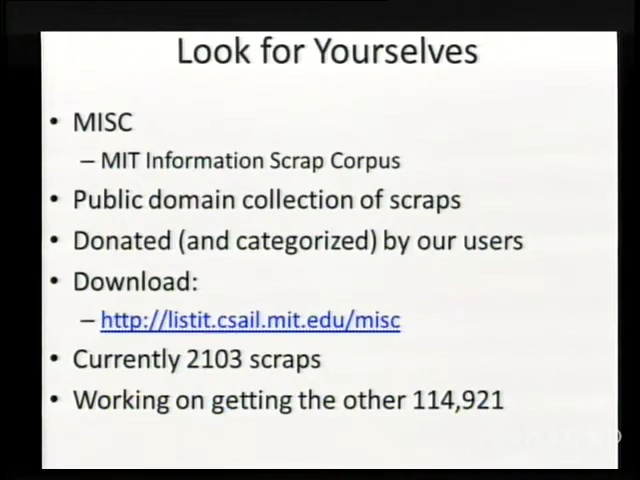 Look for Yourselves
• MISC
– MIT Information Scrap Corpus
• Public domain collection of scraps
• Donated (and categorized) by our users
• Download:
– http://listit.csail.mit.edu/misc
• Currently 2103 scraps
• Working on getting the other 114,921